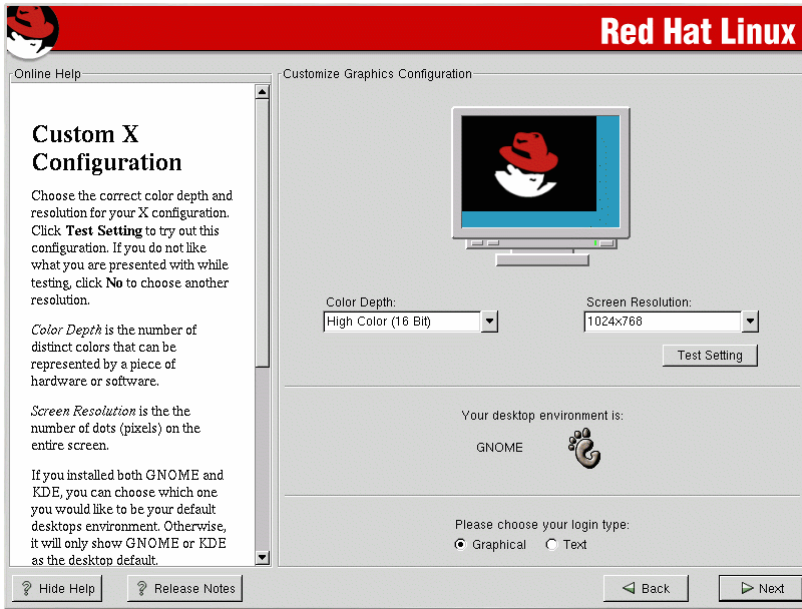 Red Hat Linux
Online Help
Custom X
Configuration
Choose the correct color depth and
resolution for your X configuration.
Click Test Setting to try out this
configuration. If you do not like
what you are presented with while
testing, click No to choose another
resolution.
Color Depth is the number of
distinct colors that can be
represented by a piece of
hardware or software.
Screen Resolution is the the
number of dots (pixels) on the
entire screen.
If you installed both GNOME and
KDE, you can choose which one
you would like to be your default
desktops environment. Otherwise,
it will only show GNOME or KDE
as the desktop default.
Customize Graphics Configuration
Color Depth:
High Color (16 Bit)
Screen Resolution:
1024x768
Test Setting
Your desktop environment is:
GNOME
Please choose your login type:
Graphical
Text
Hide Help
Release Notes
Back
Next